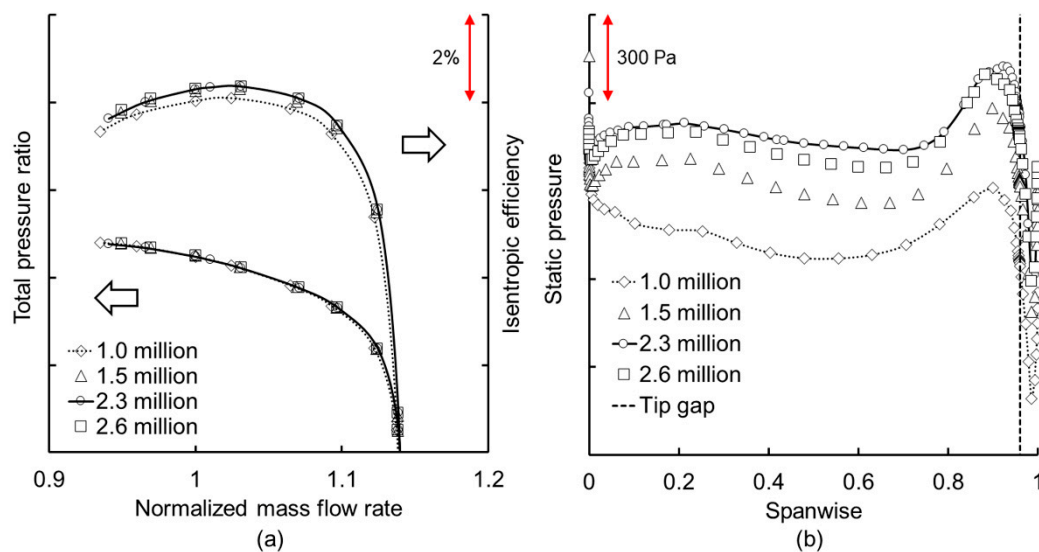 2%
Total pressure ratio
Isentropic efficiency
1.0 million
1.5 million
2.3 million
2.6 million
0.9
1
1.1
1.2
Normalized mass flow rate
(a)
300 Pa
Static pressure
1.0 million
1.5 million
2.3 million
2.6 million
Tip gap
0
0.2
0.4
0.6
0.8
1
Spanwise
(b)